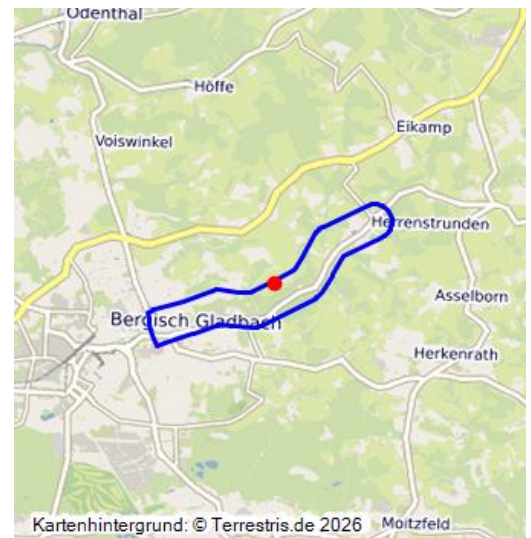 Odenthal
Höffe
Eikamp
Voiswinkel
Herrenstrunden
Asselborn
Bergisch Gladbach
Herkenrath
Moitzfeld
Kartenhintergrund: © Terrestris.de 2026